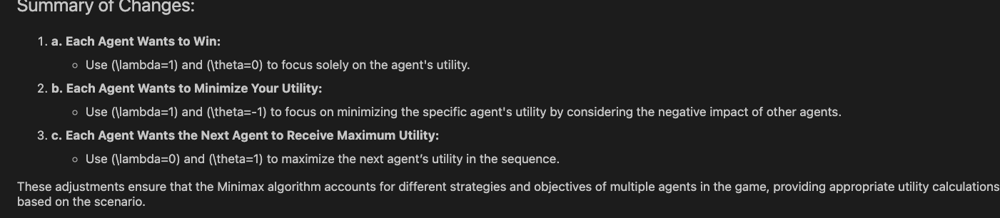 Summary of Changes:
1. a. Each Agent Wants to Win:
○ Use (\lambda=1) and (\theta=0) to focus solely on the agent's utility.
2. b. Each Agent Wants to Minimize Your Utility:
○ Use (\lambda=1) and (\theta=-1) to focus on minimizing the specific agent's utility by considering the negative impact of other agents.
3. c. Each Agent Wants the Next Agent to Receive Maximum Utility:
○ Use (\lambda=0) and (\theta=1) to maximize the next agent’s utility in the sequence.
These adjustments ensure that the Minimax algorithm accounts for different strategies and objectives of multiple agents in the game, providing appropriate utility calculations
based on the scenario.